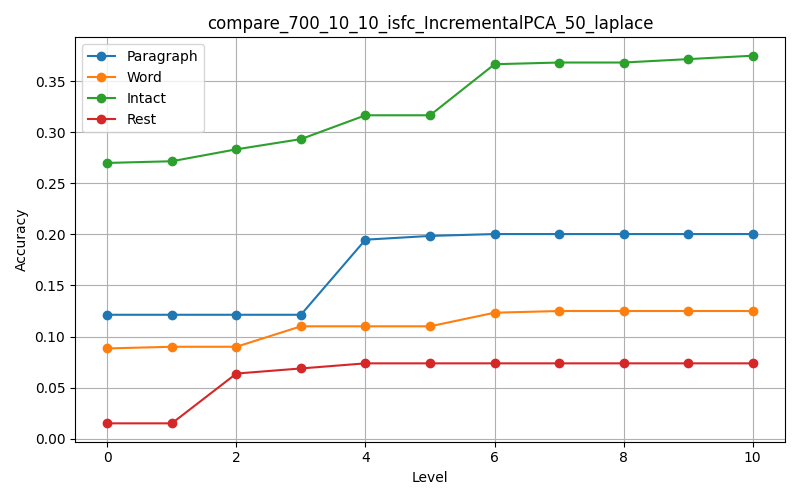 compare_700_10_10_isfc_IncrementalPCA_50_laplace
Paragraph
Word
Intact
Rest
Accuracy
0.35
0.30
0.25
0.20
0.15
0.10
0.05
0.00
0 2 4 6 8 10
Level